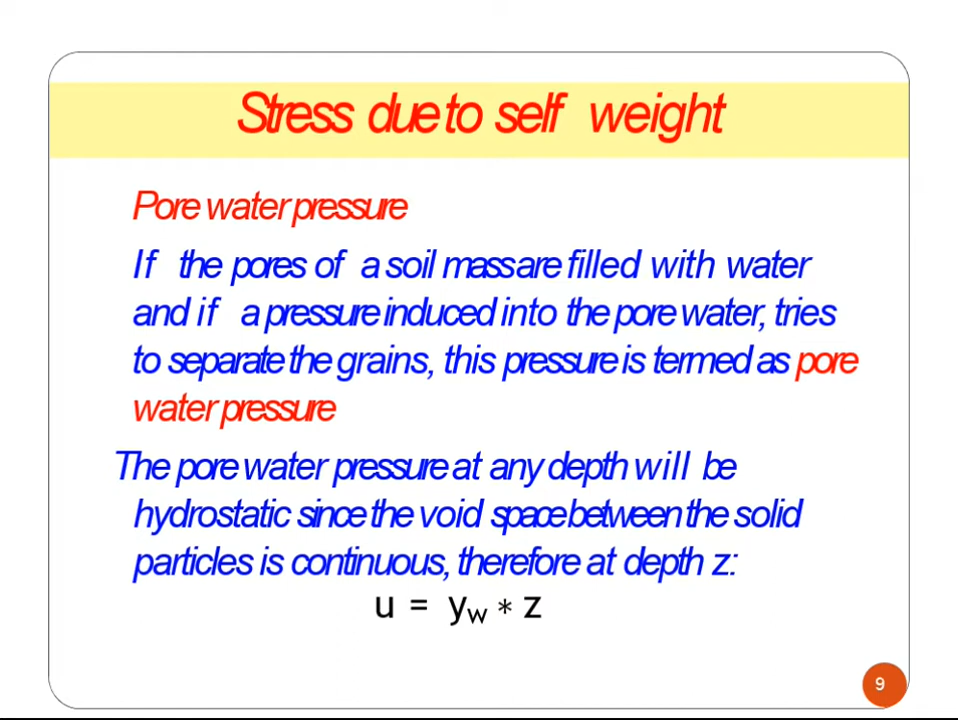 Stress due to self weight
Pore water pressure
If the pores of a soil mass are filled with water
and if a pressure induced into the pore water, tries
to separate the grains, this pressure is termed as pore
water pressure
The pore water pressure at any depth will be
hydrostatic since the void space between the solid
particles is continuous, therefore at depth z:
u = yw * z
9